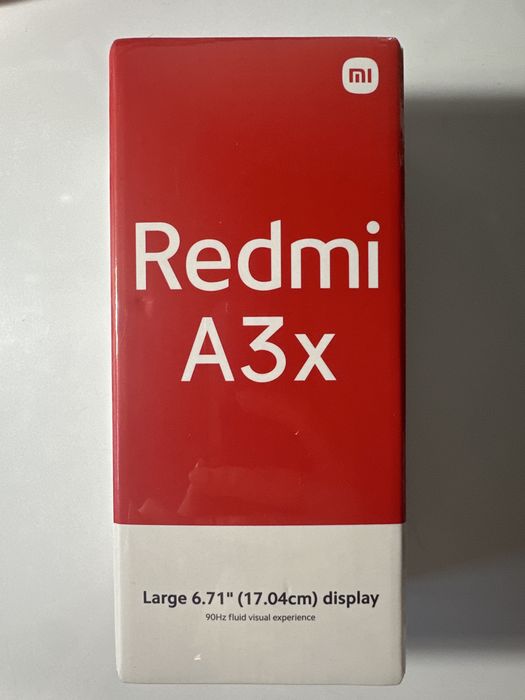 mi
Redmi
A3x
Large 6.71" (17.04cm) display
90Hz fluid visual experience